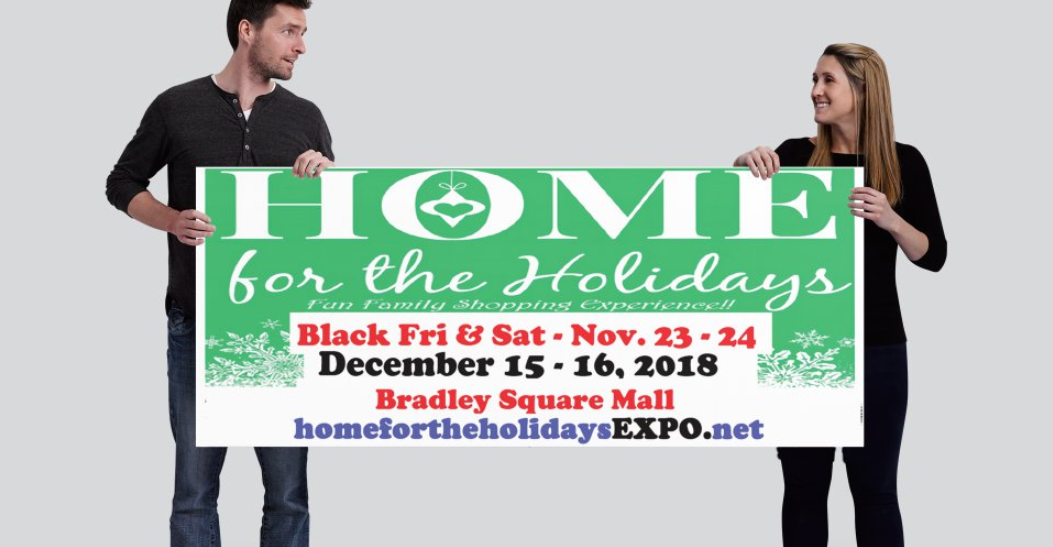 HOME
for the Holidays
Fun Family Shopping Experience!!
Black Fri & Sat - Nov. 23 - 24
December 15 - 16, 2018
Bradley Square Mall
homefortheholidaysEXPO.net